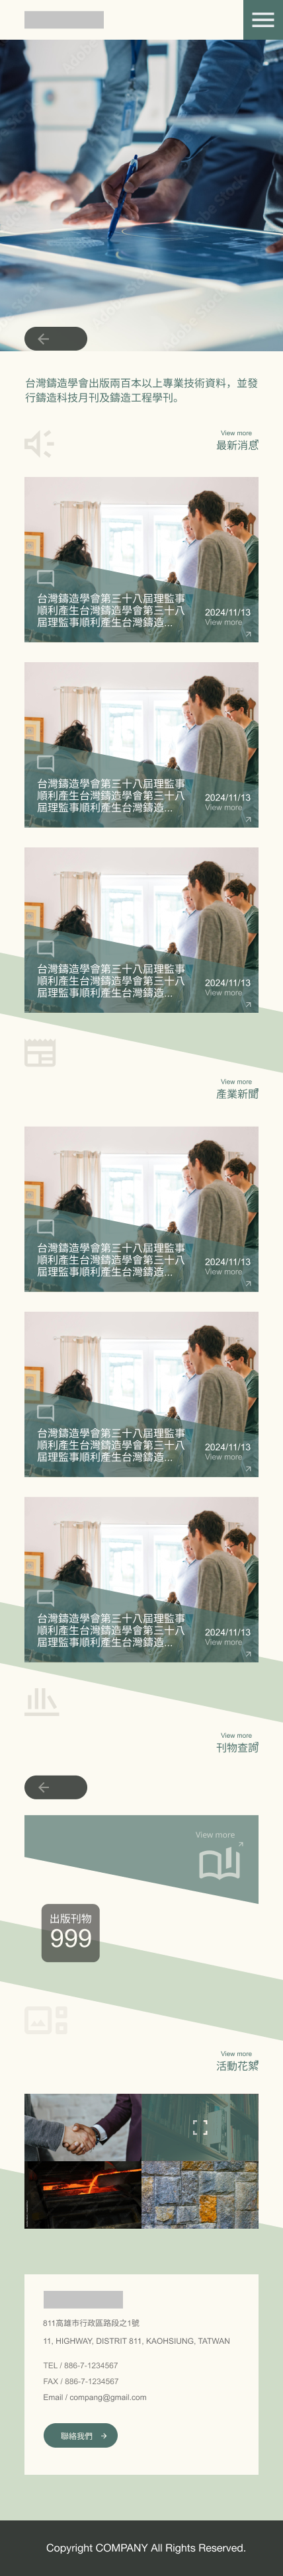 Adobe Stock
台灣鑄造學會出版兩百本以上專業技術資料，並發
行鑄造科技月刊及鑄造工程學刊。
View more
最新消息
台灣鑄造學會第三十八屆理監事
順利產生台灣鑄造學會第三十八
屆理監事順利產生台灣鑄造...
2024/11/13
View more
台灣鑄造學會第三十八屆理監事
順利產生台灣鑄造學會第三十八
屆理監事順利產生台灣鑄造...
2024/11/13
View more
台灣鑄造學會第三十八屆理監事
順利產生台灣鑄造學會第三十八
屆理監事順利產生台灣鑄造...
2024/11/13
View more
View more
產業新聞
台灣鑄造學會第三十八屆理監事
順利產生台灣鑄造學會第三十八
屆理監事順利產生台灣鑄造...
2024/11/13
View more
台灣鑄造學會第三十八屆理監事
順利產生台灣鑄造學會第三十八
屆理監事順利產生台灣鑄造...
2024/11/13
View more
台灣鑄造學會第三十八屆理監事
順利產生台灣鑄造學會第三十八
屆理監事順利產生台灣鑄造...
2024/11/13
View more
View more
刊物查詢
View more
出版刊物
999
View more
活動花絮
811高雄市行政區路段之1號
11, HIGHWAY, DISTRIT 811, KAOHSIUNG, TATWAN
TEL / 886-7-1234567
FAX / 886-7-1234567
Email / compang@gmail.com
聯絡我們
Copyright COMPANY All Rights Reserved.